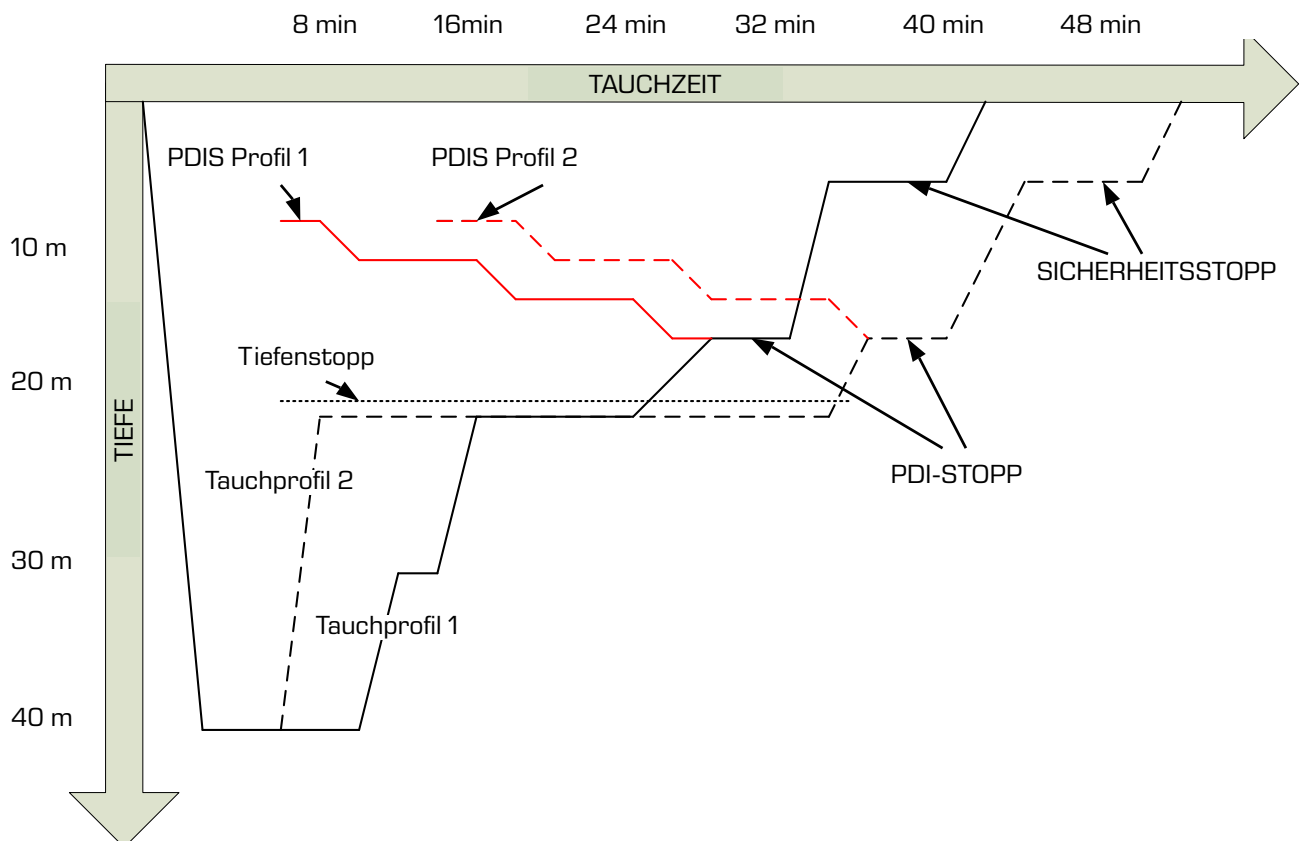 8 min 16min 24 min 32 min 40 min 48 min
TAUCHZEIT
PDIS Profil 1 PDIS Profil 2
10 m
SICHERHEITSSTOPP
Tiefenstopp
20 m
TIEFE
PDI-STOPP
Tauchprofil 2
30 m
Tauchprofil 1
40 m